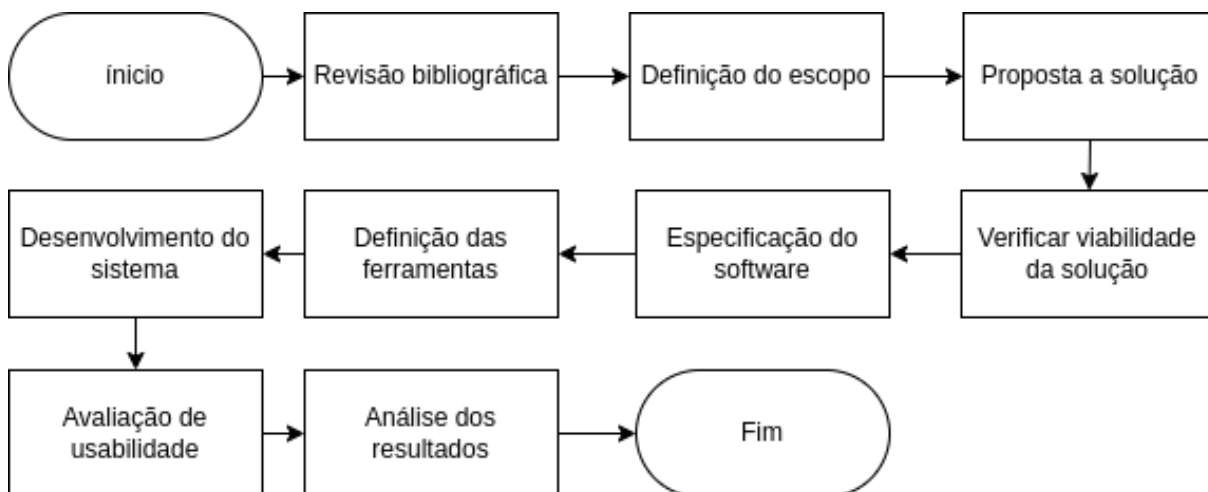 ínicio
Revisão bibliográfica
Definição do escopo
Proposta a solução
Verificar viabilidade
da solução
Especificação do
software
Definição das
ferramentas
Desenvolvimento do
sistema
Avaliação de
usabilidade
Análise dos
resultados
Fim